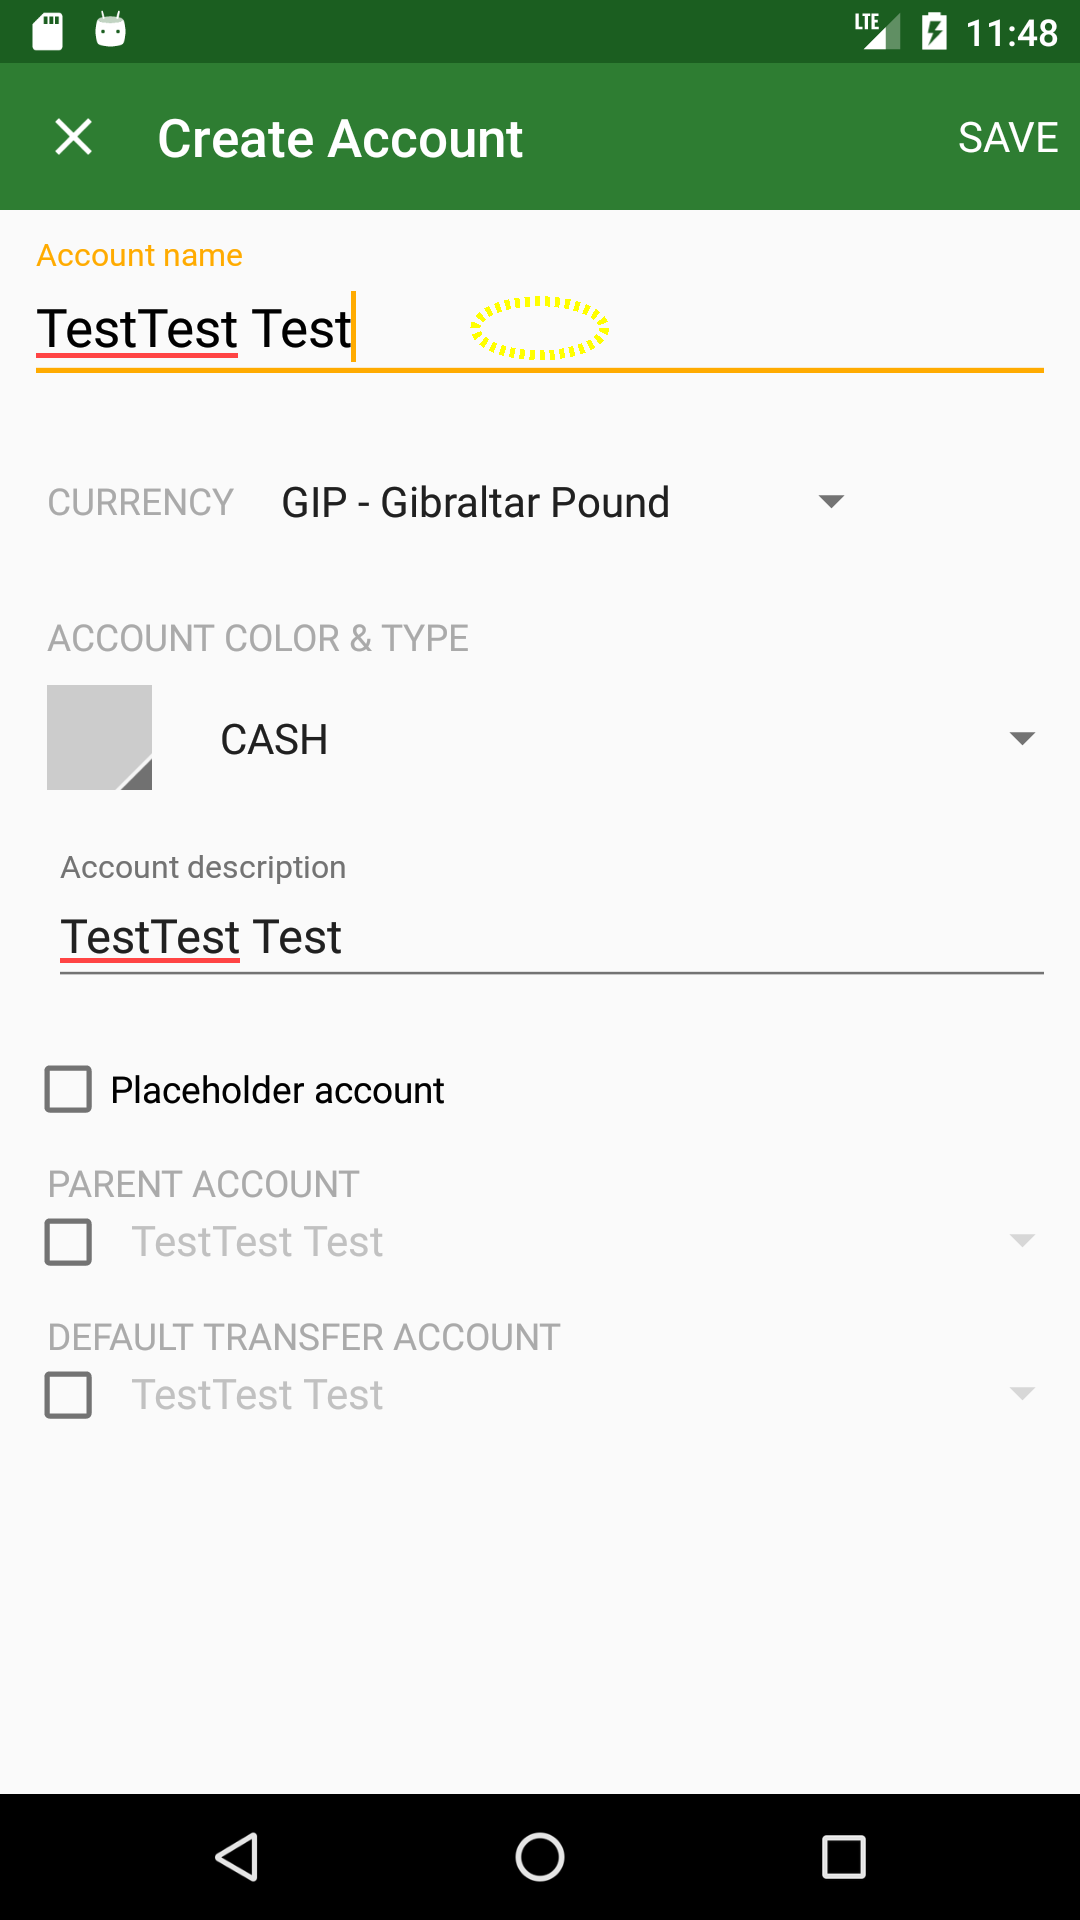 LTE 11:48
Create Account SAVE
Account name
TestTest Test
CURRENCY GIP - Gibraltar Pound
ACCOUNT COLOR & TYPE
CASH
Account description
TestTest Test
Placeholder account
PARENT ACCOUNT
TestTest Test
DEFAULT TRANSFER ACCOUNT
TestTest Test